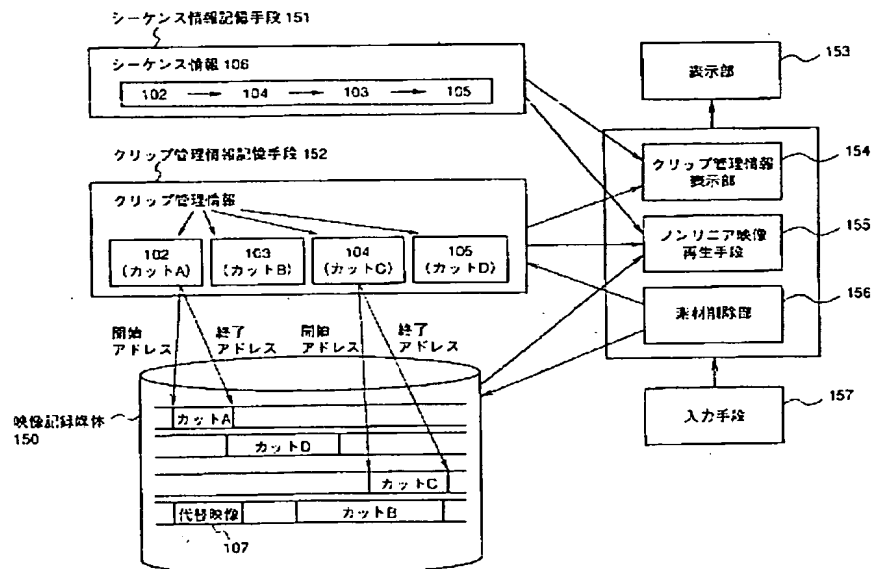 シーケンス情報記憶手段 151
シーケンス情報 106
102 104 103 105
クリップ管理情報記憶手段 152
クリップ管理情報
102
(カットA)
103
(カットB)
104
(カットC)
105
(カットD)
開始
アドレス
終了
アドレス
開始
アドレス
終了
アドレス
映像記録媒体
150
カットA
カットD
カットC
代替映像
カットB
107
表示部
153
クリップ管理情報
表示部
154
ノンリニア映像
再生手段
155
素材削除部
156
入力手段
157